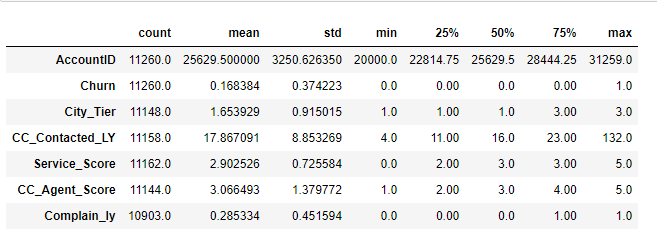 count mean std min 25% 50% 75% max
AccountID 11260.0 25629.500000 3250.626350 20000.0 22814.75 25629.5 28444.25 31259.0
Churn 11260.0 0.168384 0.374223 0.0 0.00 0.0 0.00 1.0
City_Tier 11148.0 1.653929 0.915015 1.0 1.00 1.0 3.00 3.0
CC_Contacted_LY 11158.0 17.867091 8.853269 4.0 11.00 16.0 23.00 132.0
Service_Score 11162.0 2.902526 0.725584 0.0 2.00 3.0 3.00 5.0
CC_Agent_Score 11144.0 3.066493 1.379772 1.0 2.00 3.0 4.00 5.0
Complain_ly 10903.0 0.285334 0.451594 0.0 0.00 0.0 1.00 1.0